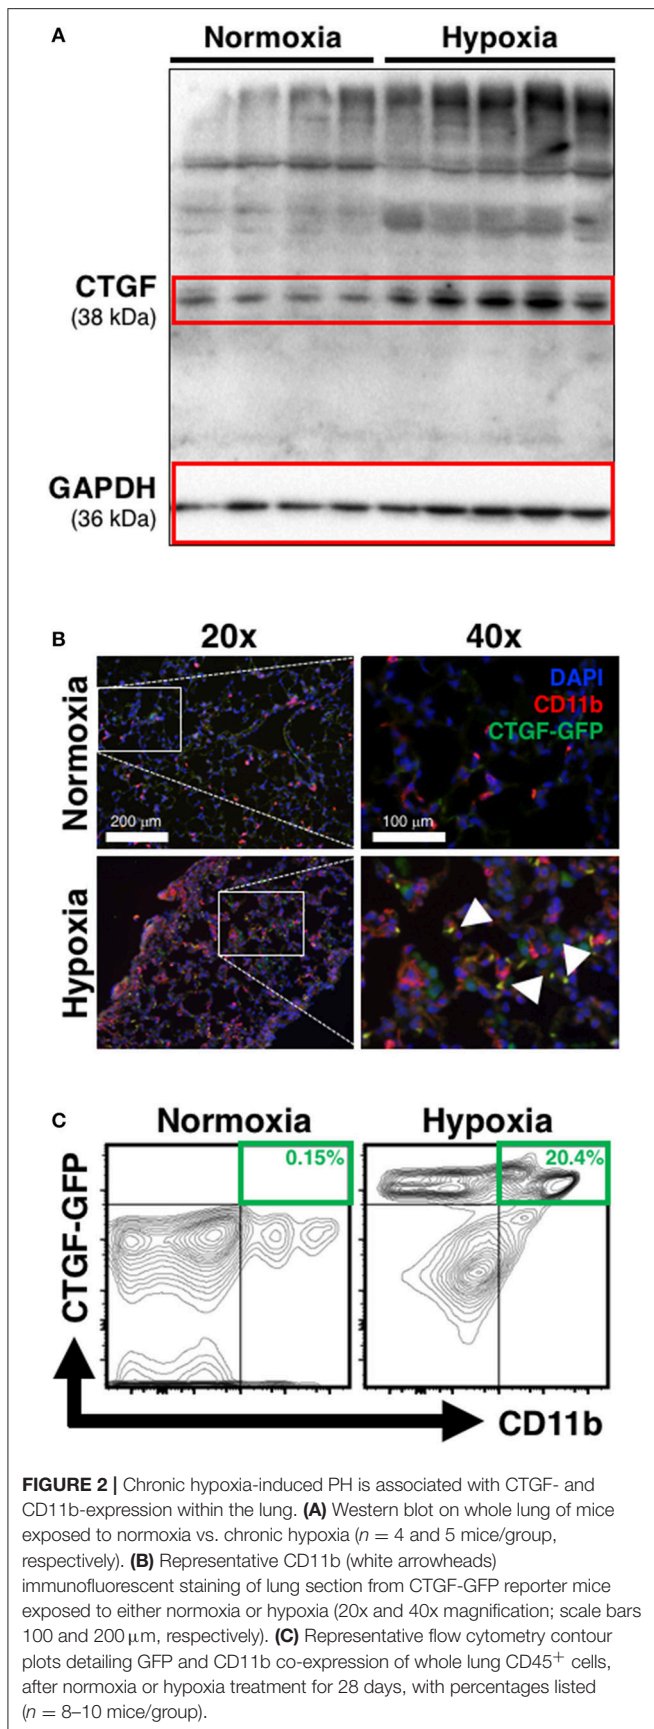 A
Normoxia Hypoxia
CTGF
(38 kDa)
GAPDH
(36 kDa)
B
20x 40x
Normoxia
DAPI
CD11b
CTGF-GFP
200 μm
100 μm
Hypoxia
C
Normoxia Hypoxia
0.15%
20.4%
CTGF-GFP
CD11b
FIGURE 2 | Chronic hypoxia-induced PH is associated with CTGF- and
CD11b-expression within the lung. (A) Western blot on whole lung of mice
exposed to normoxia vs. chronic hypoxia (n = 4 and 5 mice/group,
respectively). (B) Representative CD11b (white arrowheads)
immunofluorescent staining of lung section from CTGF-GFP reporter mice
exposed to either normoxia or hypoxia (20x and 40x magnification; scale bars
100 and 200 μm, respectively). (C) Representative flow cytometry contour
plots detailing GFP and CD11b co-expression of whole lung CD45+ cells,
after normoxia or hypoxia treatment for 28 days, with percentages listed
(n = 8–10 mice/group).